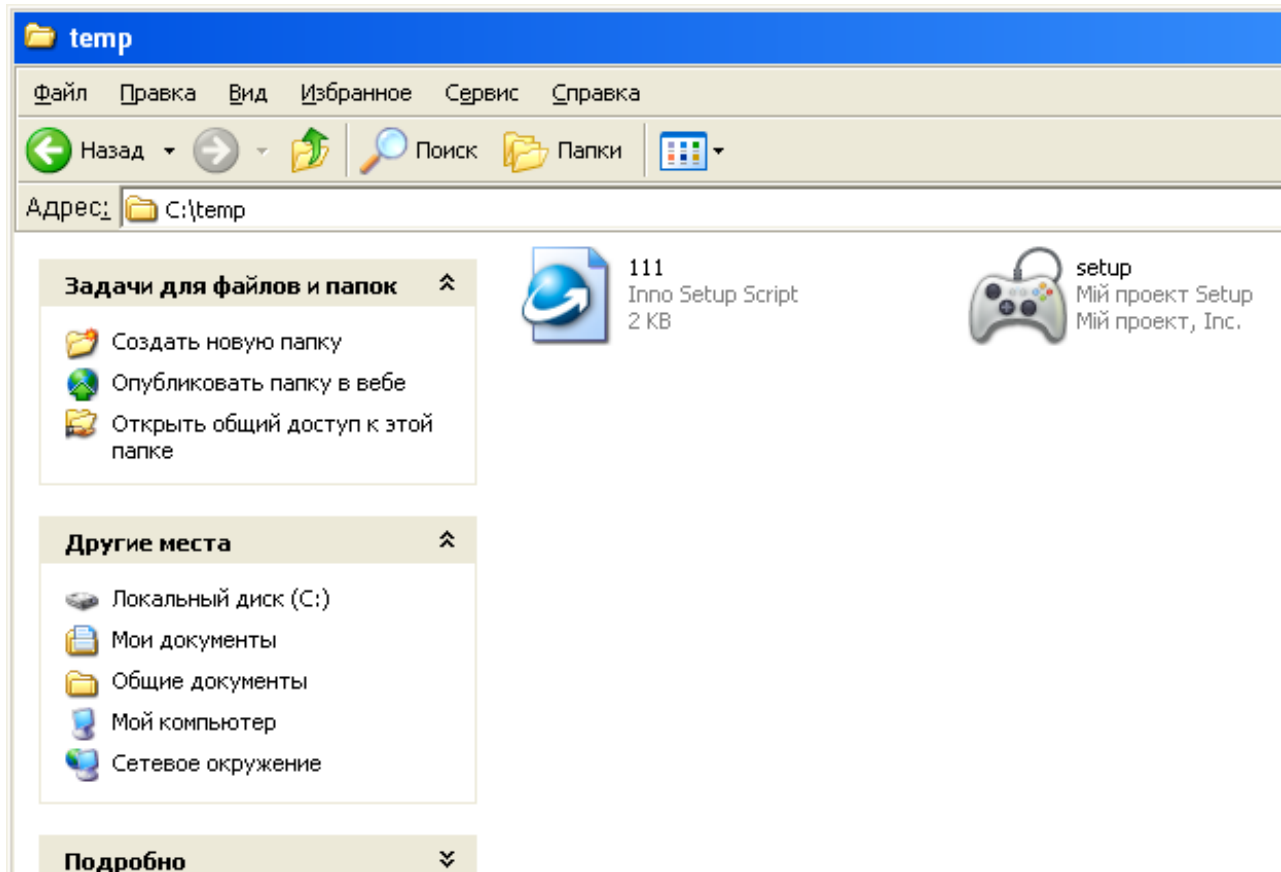 temp
Файл Правка Вид Избранное Сервис Справка
Назад Поиск Папки
Адрес: C:\temp
Задачи для файлов и папок
Создать новую папку
Опубликовать папку в вебе
Открыть общий доступ к этой
папке
Другие места
Локальный диск (C:)
Мои документы
Общие документы
Мой компьютер
Сетевое окружение
Подробно
111
Inno Setup Script
2 KB
setup
Мій проект Setup
Мій проект, Inc.